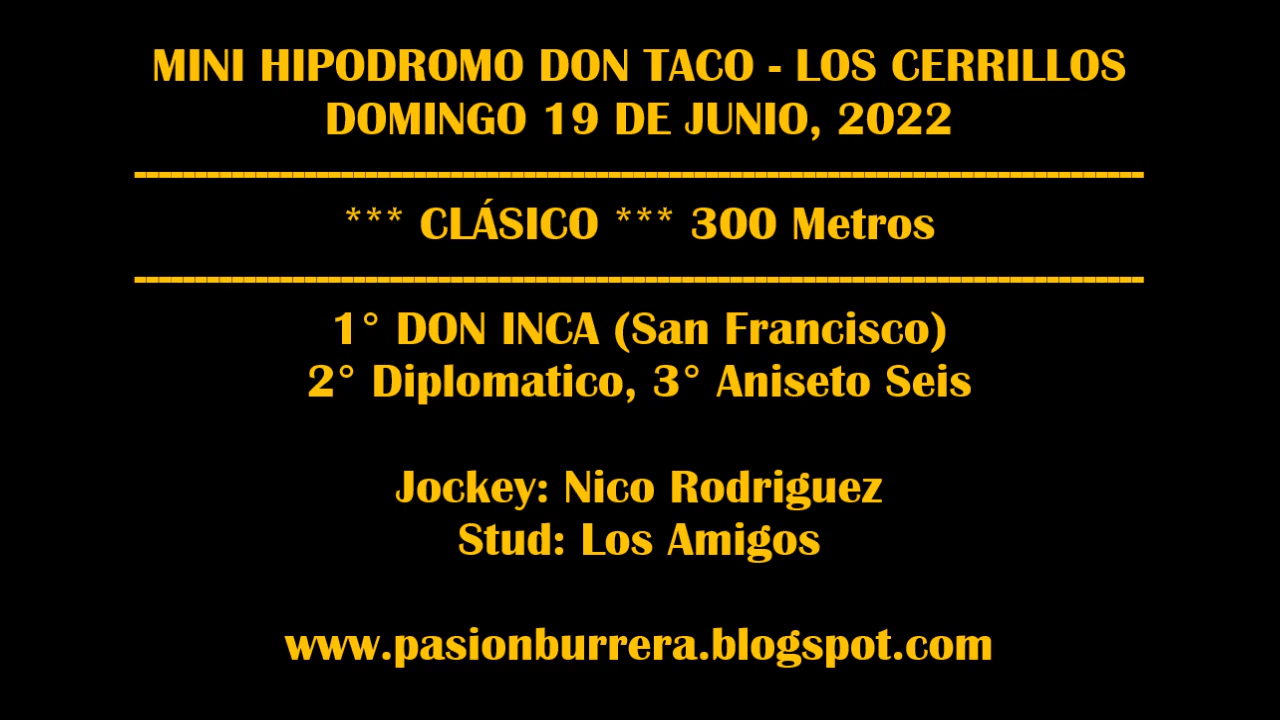 MINI HIPODROMO DON TACO - LOS CERRILLOS
DOMINGO 19 DE JUNIO, 2022
--------------------------------------------------------------------------------
*** CLÁSICO *** 300 Metros
--------------------------------------------------------------------------------
1° DON INCA (San Francisco)
2° Diplomatico, 3° Aniseto Seis
Jockey: Nico Rodriguez
Stud: Los Amigos
www.pasionburrera.blogspot.com